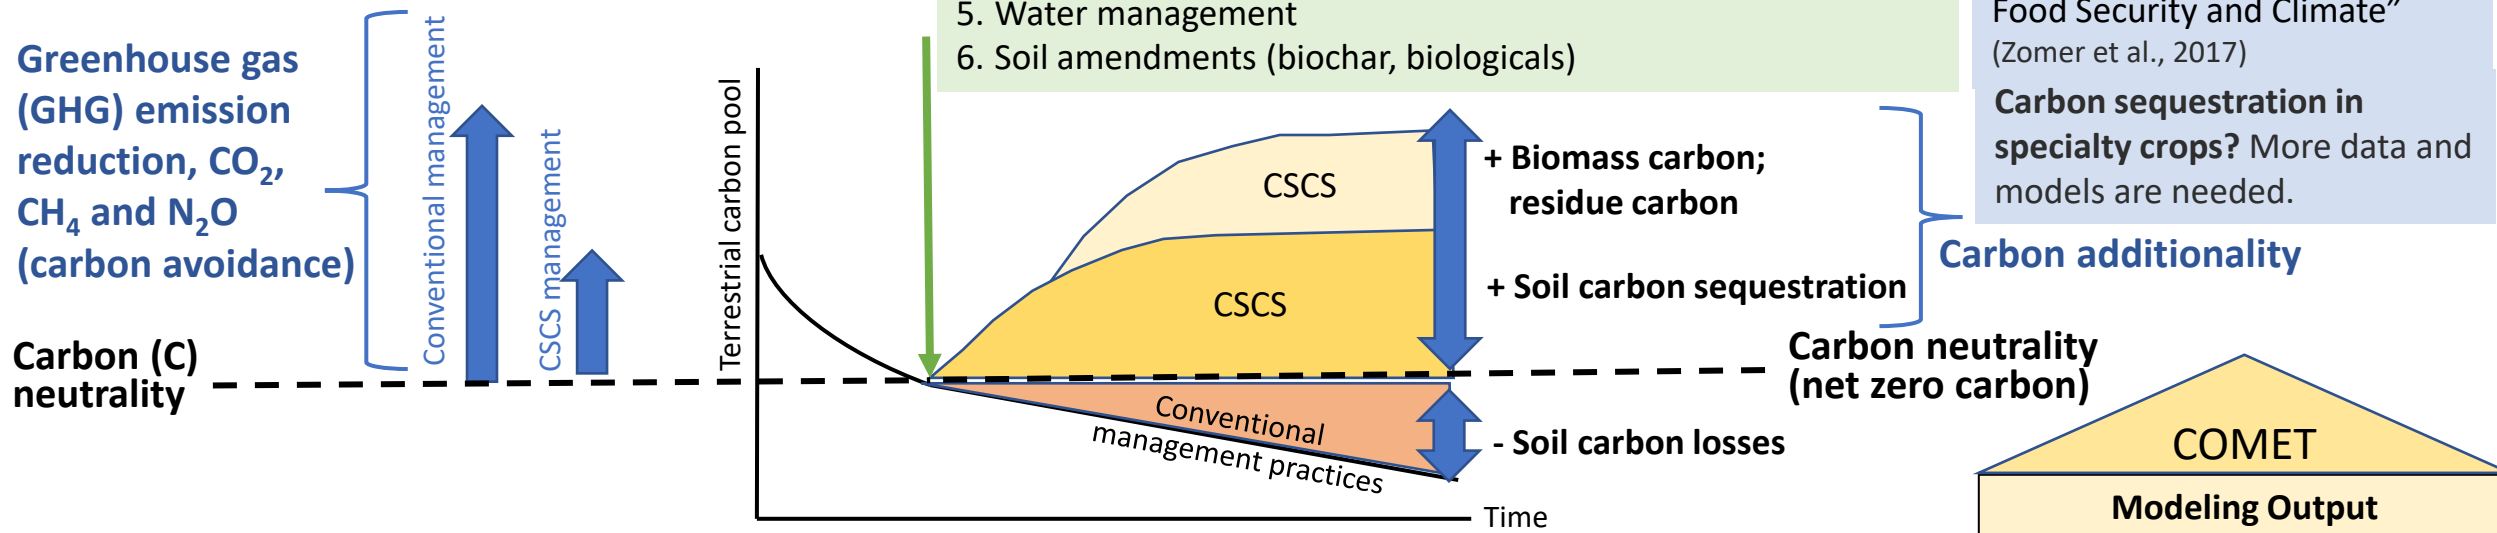 5. Water management
6. Soil amendments (biochar, biologicals)
Food Security and Climate”
(Zomer et al., 2017)
Carbon sequestration in
specialty crops? More data and
models are needed.
Greenhouse gas
(GHG) emission
reduction, CO₂,
CH₄ and N₂O
(carbon avoidance)
Carbon (C)
neutrality
Conventional management
CSCS management
Terrestrial carbon pool
CSCS
CSCS
+ Biomass carbon;
residue carbon
+ Soil carbon sequestration
Carbon additionality
Carbon neutrality
(net zero carbon)
Conventional
management practices
- Soil carbon losses
Time
COMET
Modeling Output